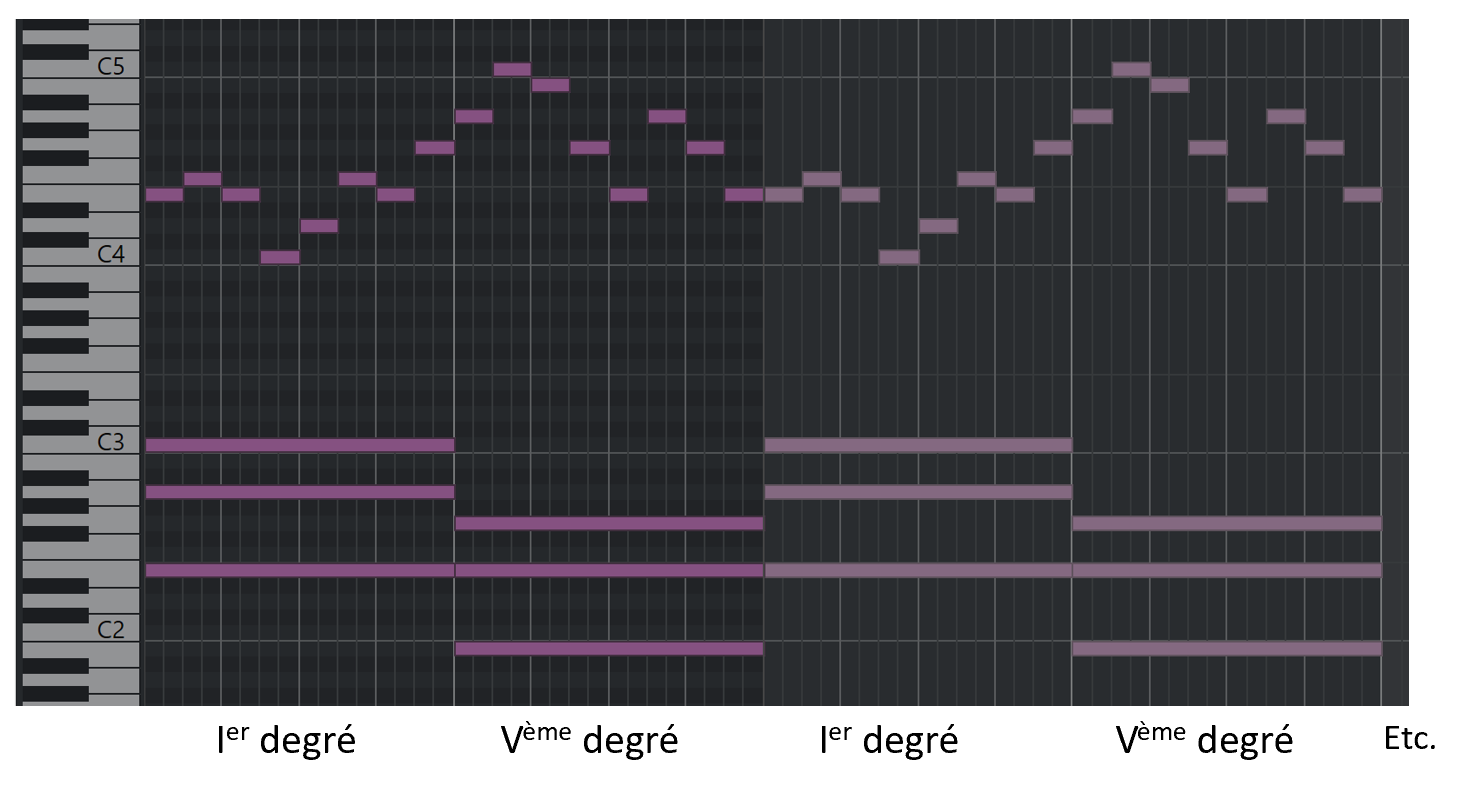 C5
C4
C3
C2
Iᵉʳ degré Vᵉ̀ᵐᵉ degré Iᵉʳ degré Vᵉ̀ᵐᵉ degré Etc.